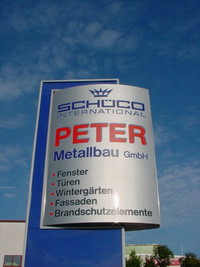 SCHÜCO
INTERNATIONAL
PETER
Metallbau GmbH
· Fenster
· Türen
· Wintergärten
· Fassaden
· Brandschutzelemente